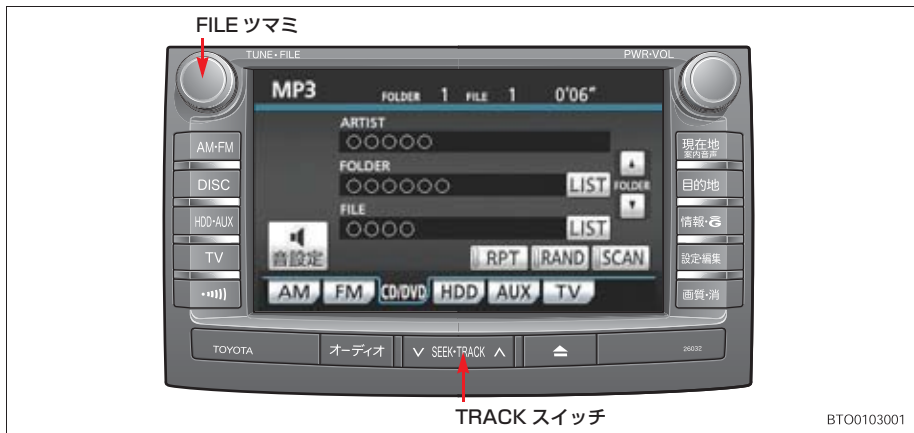 FILE ツマミ
TUNE・FILE
PWR・VOL
MP3 FOLDER 1 FILE 1 0'06"
ARTIST
○○○○○
FOLDER
○○○○○○ LIST FOLDER
FILE
○○○○ LIST
音設定
RPT RAND SCAN
AM FM CD/DVD HDD AUX TV
AM・FM
DISC
HDD・AUX
TV
現在地
案内音声
目的地
情報・G
設定・編集
画質・消
TOYOTA オーディオ ∨ SEEK・TRACK ∧ 26032
TRACK スイッチ
BTO0103001